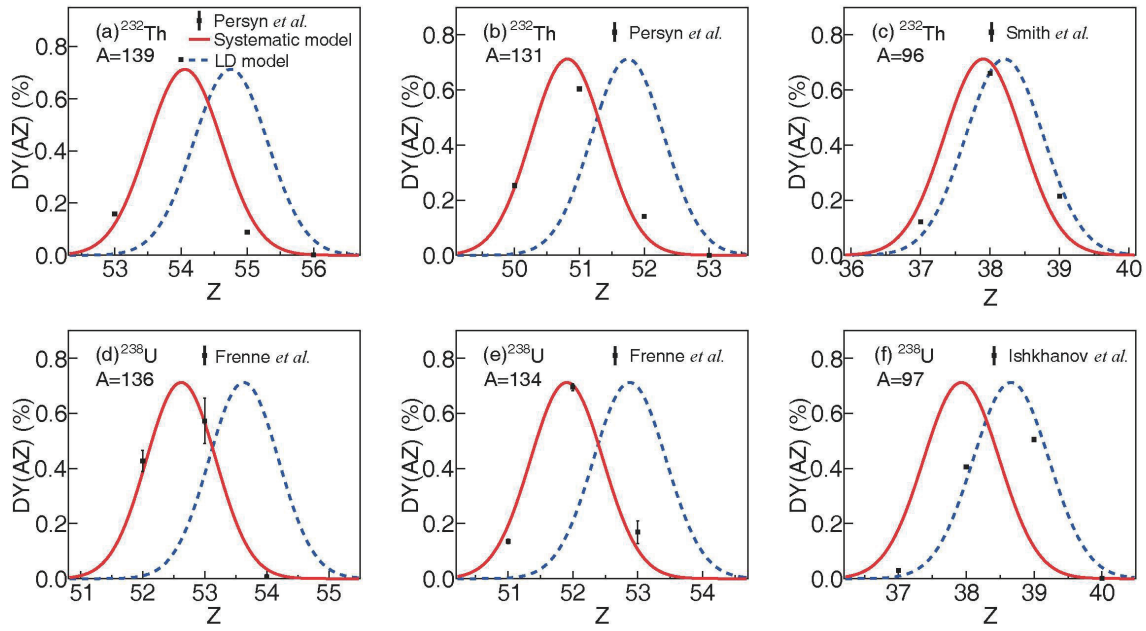 (a) ²³²Th
A=139
Persyn et al.
Systematic model
LD model
DY(AZ) (%)
0.8
0.6
0.4
0.2
0.0
53 54 55 56
Z
(b) ²³²Th
A=131
Persyn et al.
DY(AZ) (%)
0.8
0.6
0.4
0.2
0.0
50 51 52 53
Z
(c) ²³²Th
A=96
Smith et al.
DY(AZ) (%)
0.8
0.6
0.4
0.2
0.0
36 37 38 39 40
Z
(d) ²³⁸U
A=136
Frenne et al.
DY(AZ) (%)
0.8
0.6
0.4
0.2
0.0
51 52 53 54 55
Z
(e) ²³⁸U
A=134
Frenne et al.
DY(AZ) (%)
0.8
0.6
0.4
0.2
0.0
51 52 53 54
Z
(f) ²³⁸U
A=97
Ishkhanov et al.
DY(AZ) (%)
0.8
0.6
0.4
0.2
0.0
37 38 39 40
Z